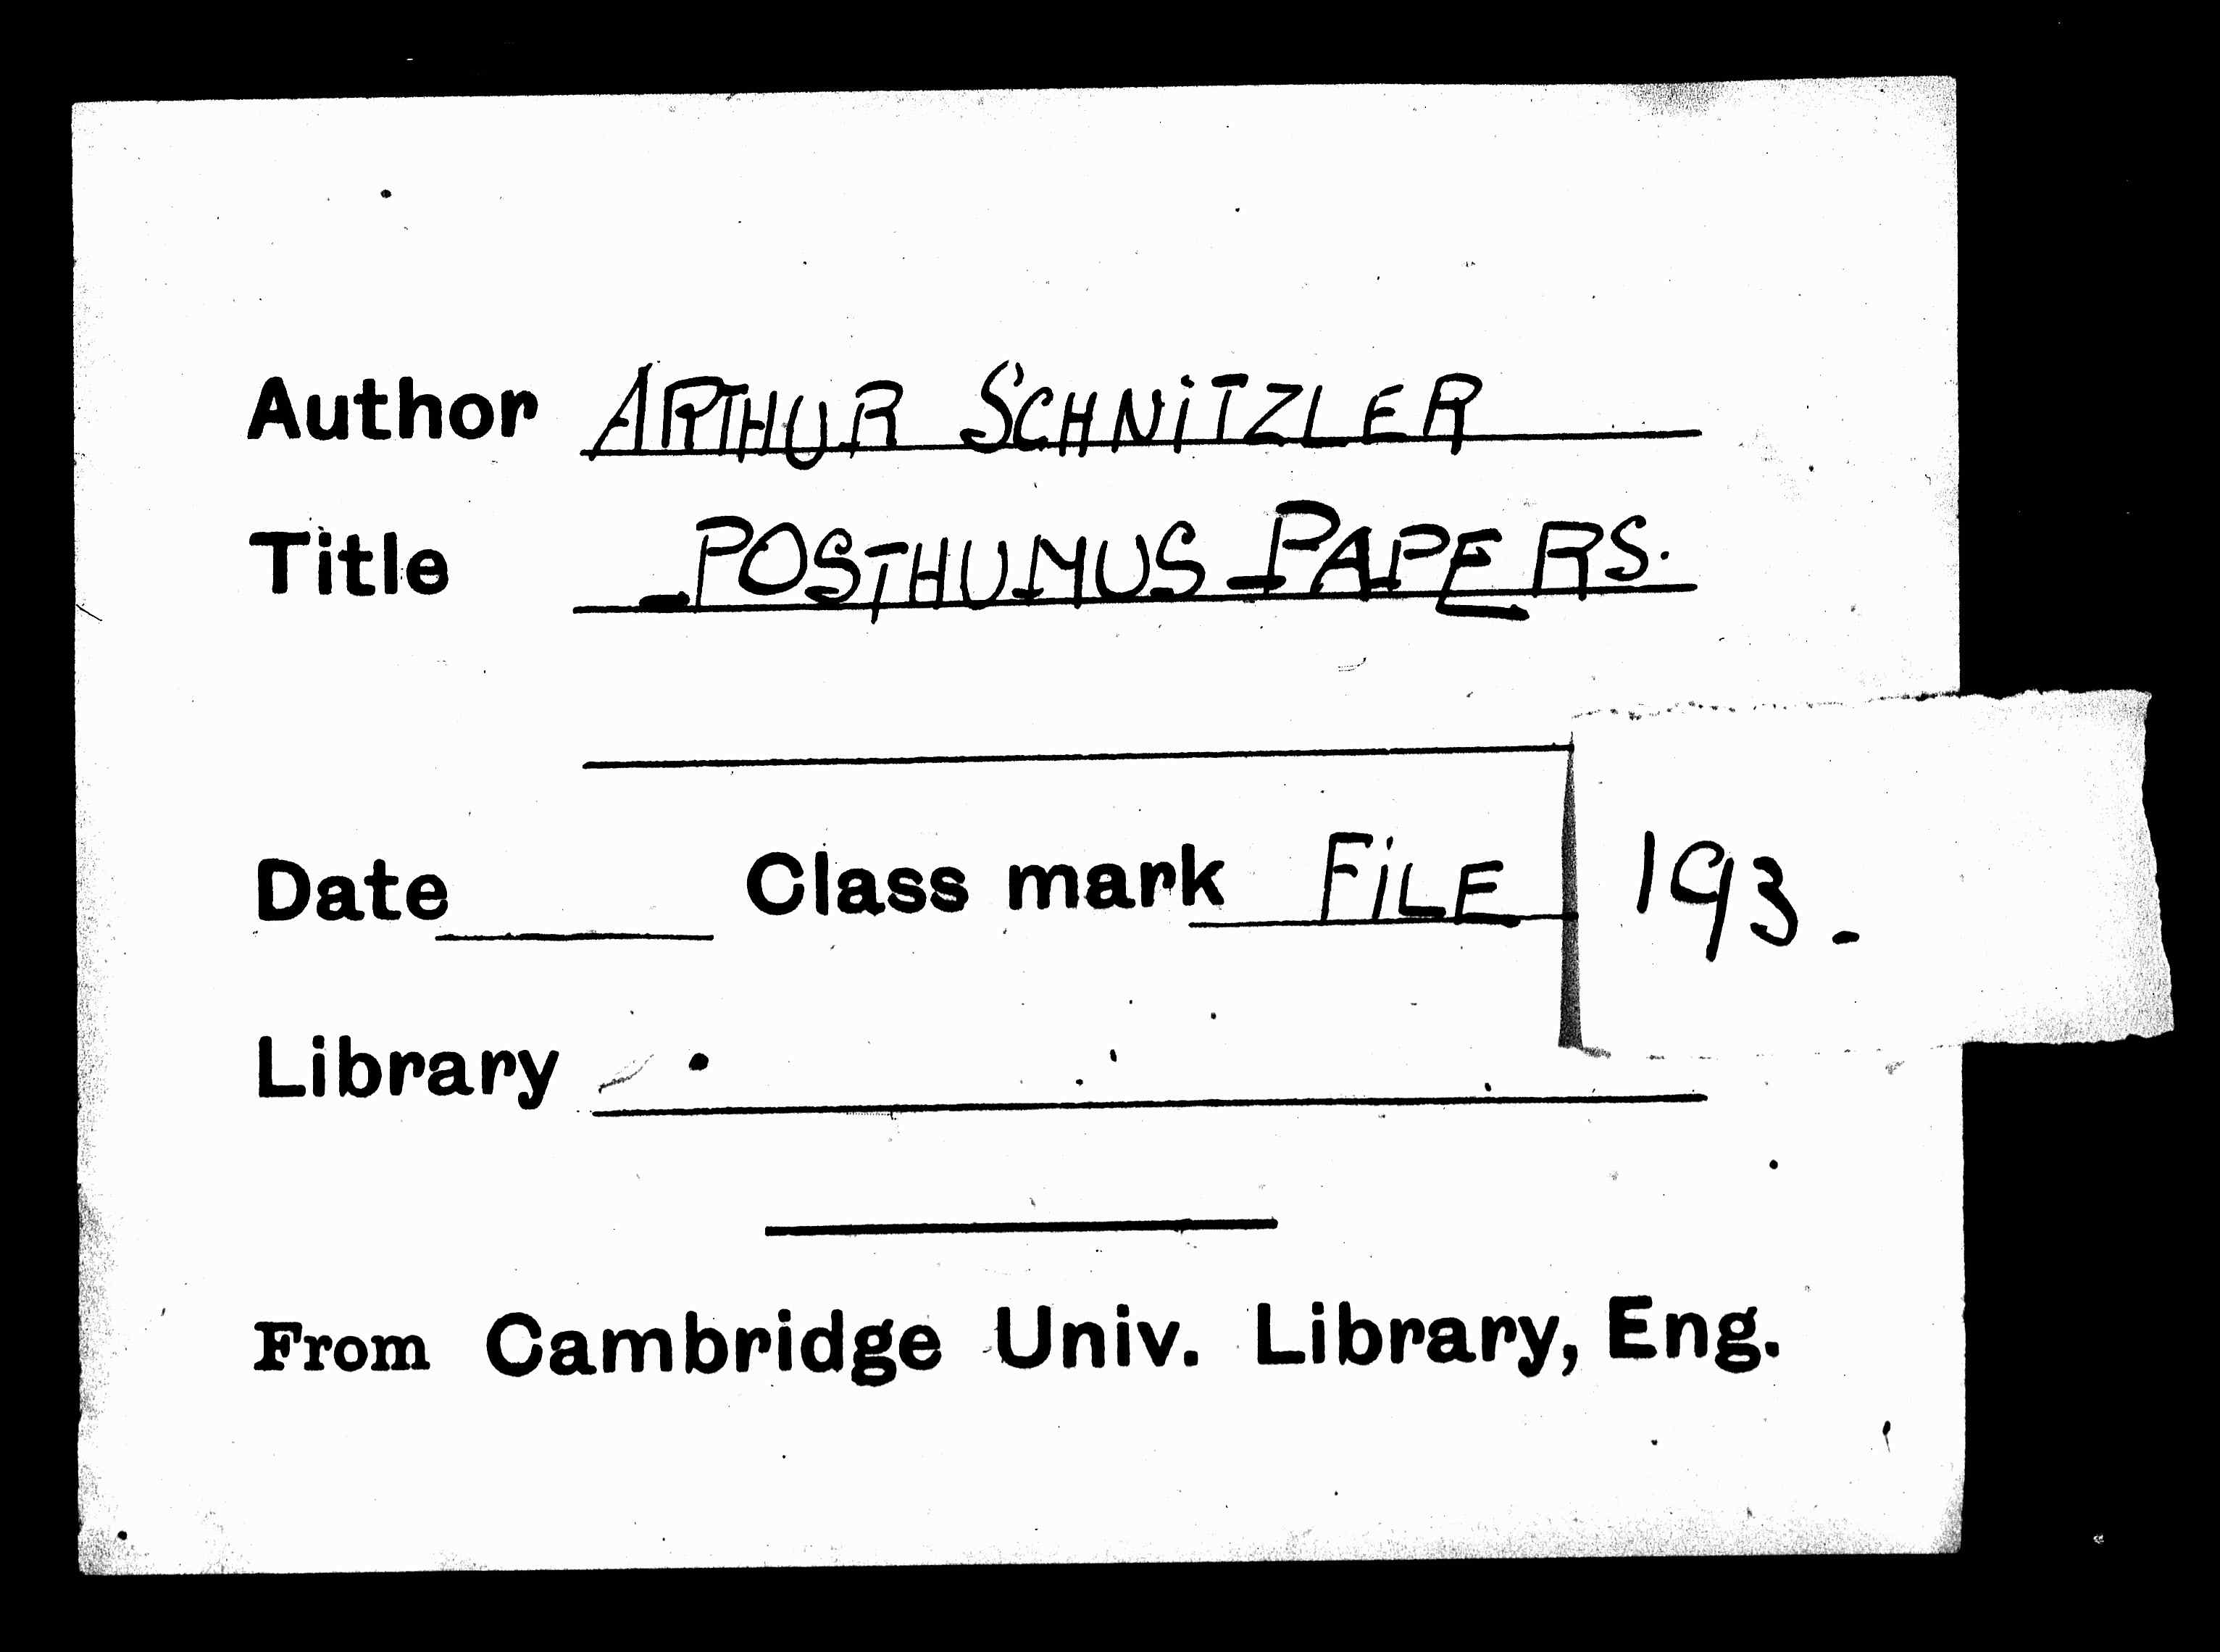 Author ARTHUR SCHNiTZLER
Title POSTHUMUS PAPERS.
Date Class mark FiLE 193.
Library
From Cambridge Univ. Library, Eng.